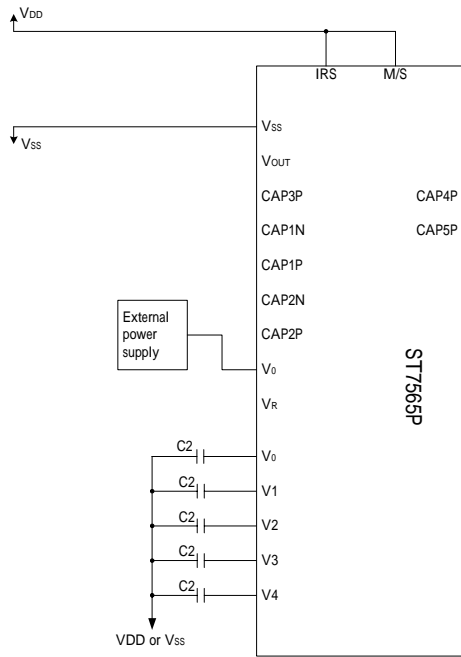 VDD
IRS M/S
VSS
VSS
VOUT
CAP3P CAP4P
CAP1N CAP5P
CAP1P
CAP2N
External
power
supply
CAP2P
V0
ST7565P
VR
C2 V0
C2 V1
C2 V2
C2 V3
C2 V4
VDD or VSS